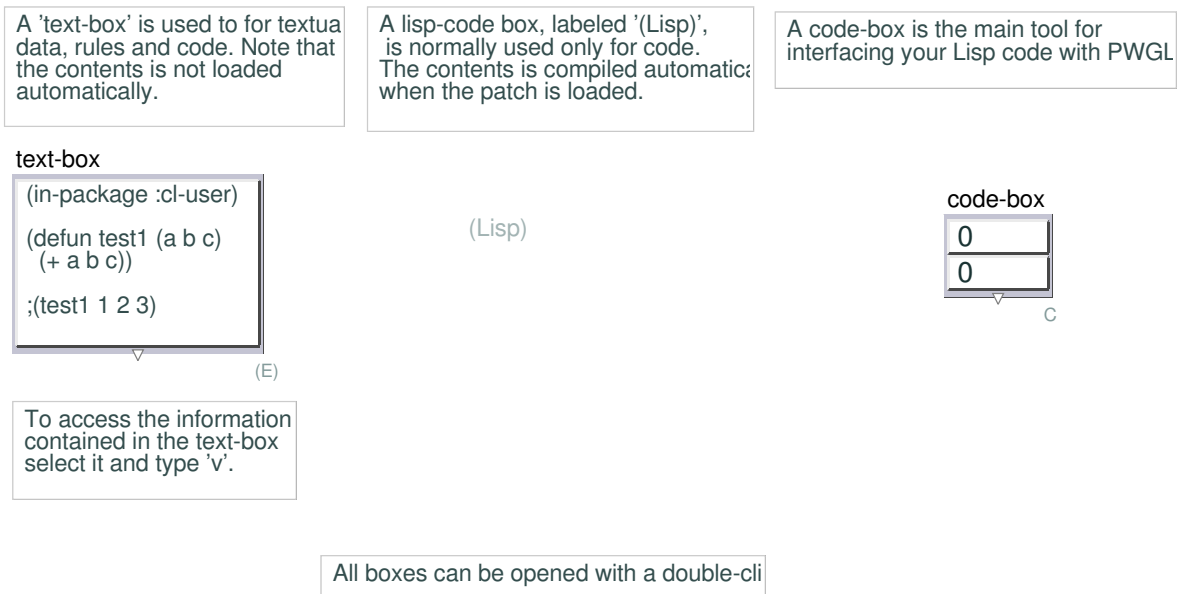 A 'text-box' is used to for textua
data, rules and code. Note that
the contents is not loaded
automatically.
A lisp-code box, labeled '(Lisp)',
is normally used only for code.
The contents is compiled automatica
when the patch is loaded.
A code-box is the main tool for
interfacing your Lisp code with PWGL
text-box
(in-package :cl-user)
(defun test1 (a b c)
(+ a b c))
;(test1 1 2 3)
(E)
(Lisp)
code-box
0
0
C
To access the information
contained in the text-box
select it and type 'v'.
All boxes can be opened with a double-cli